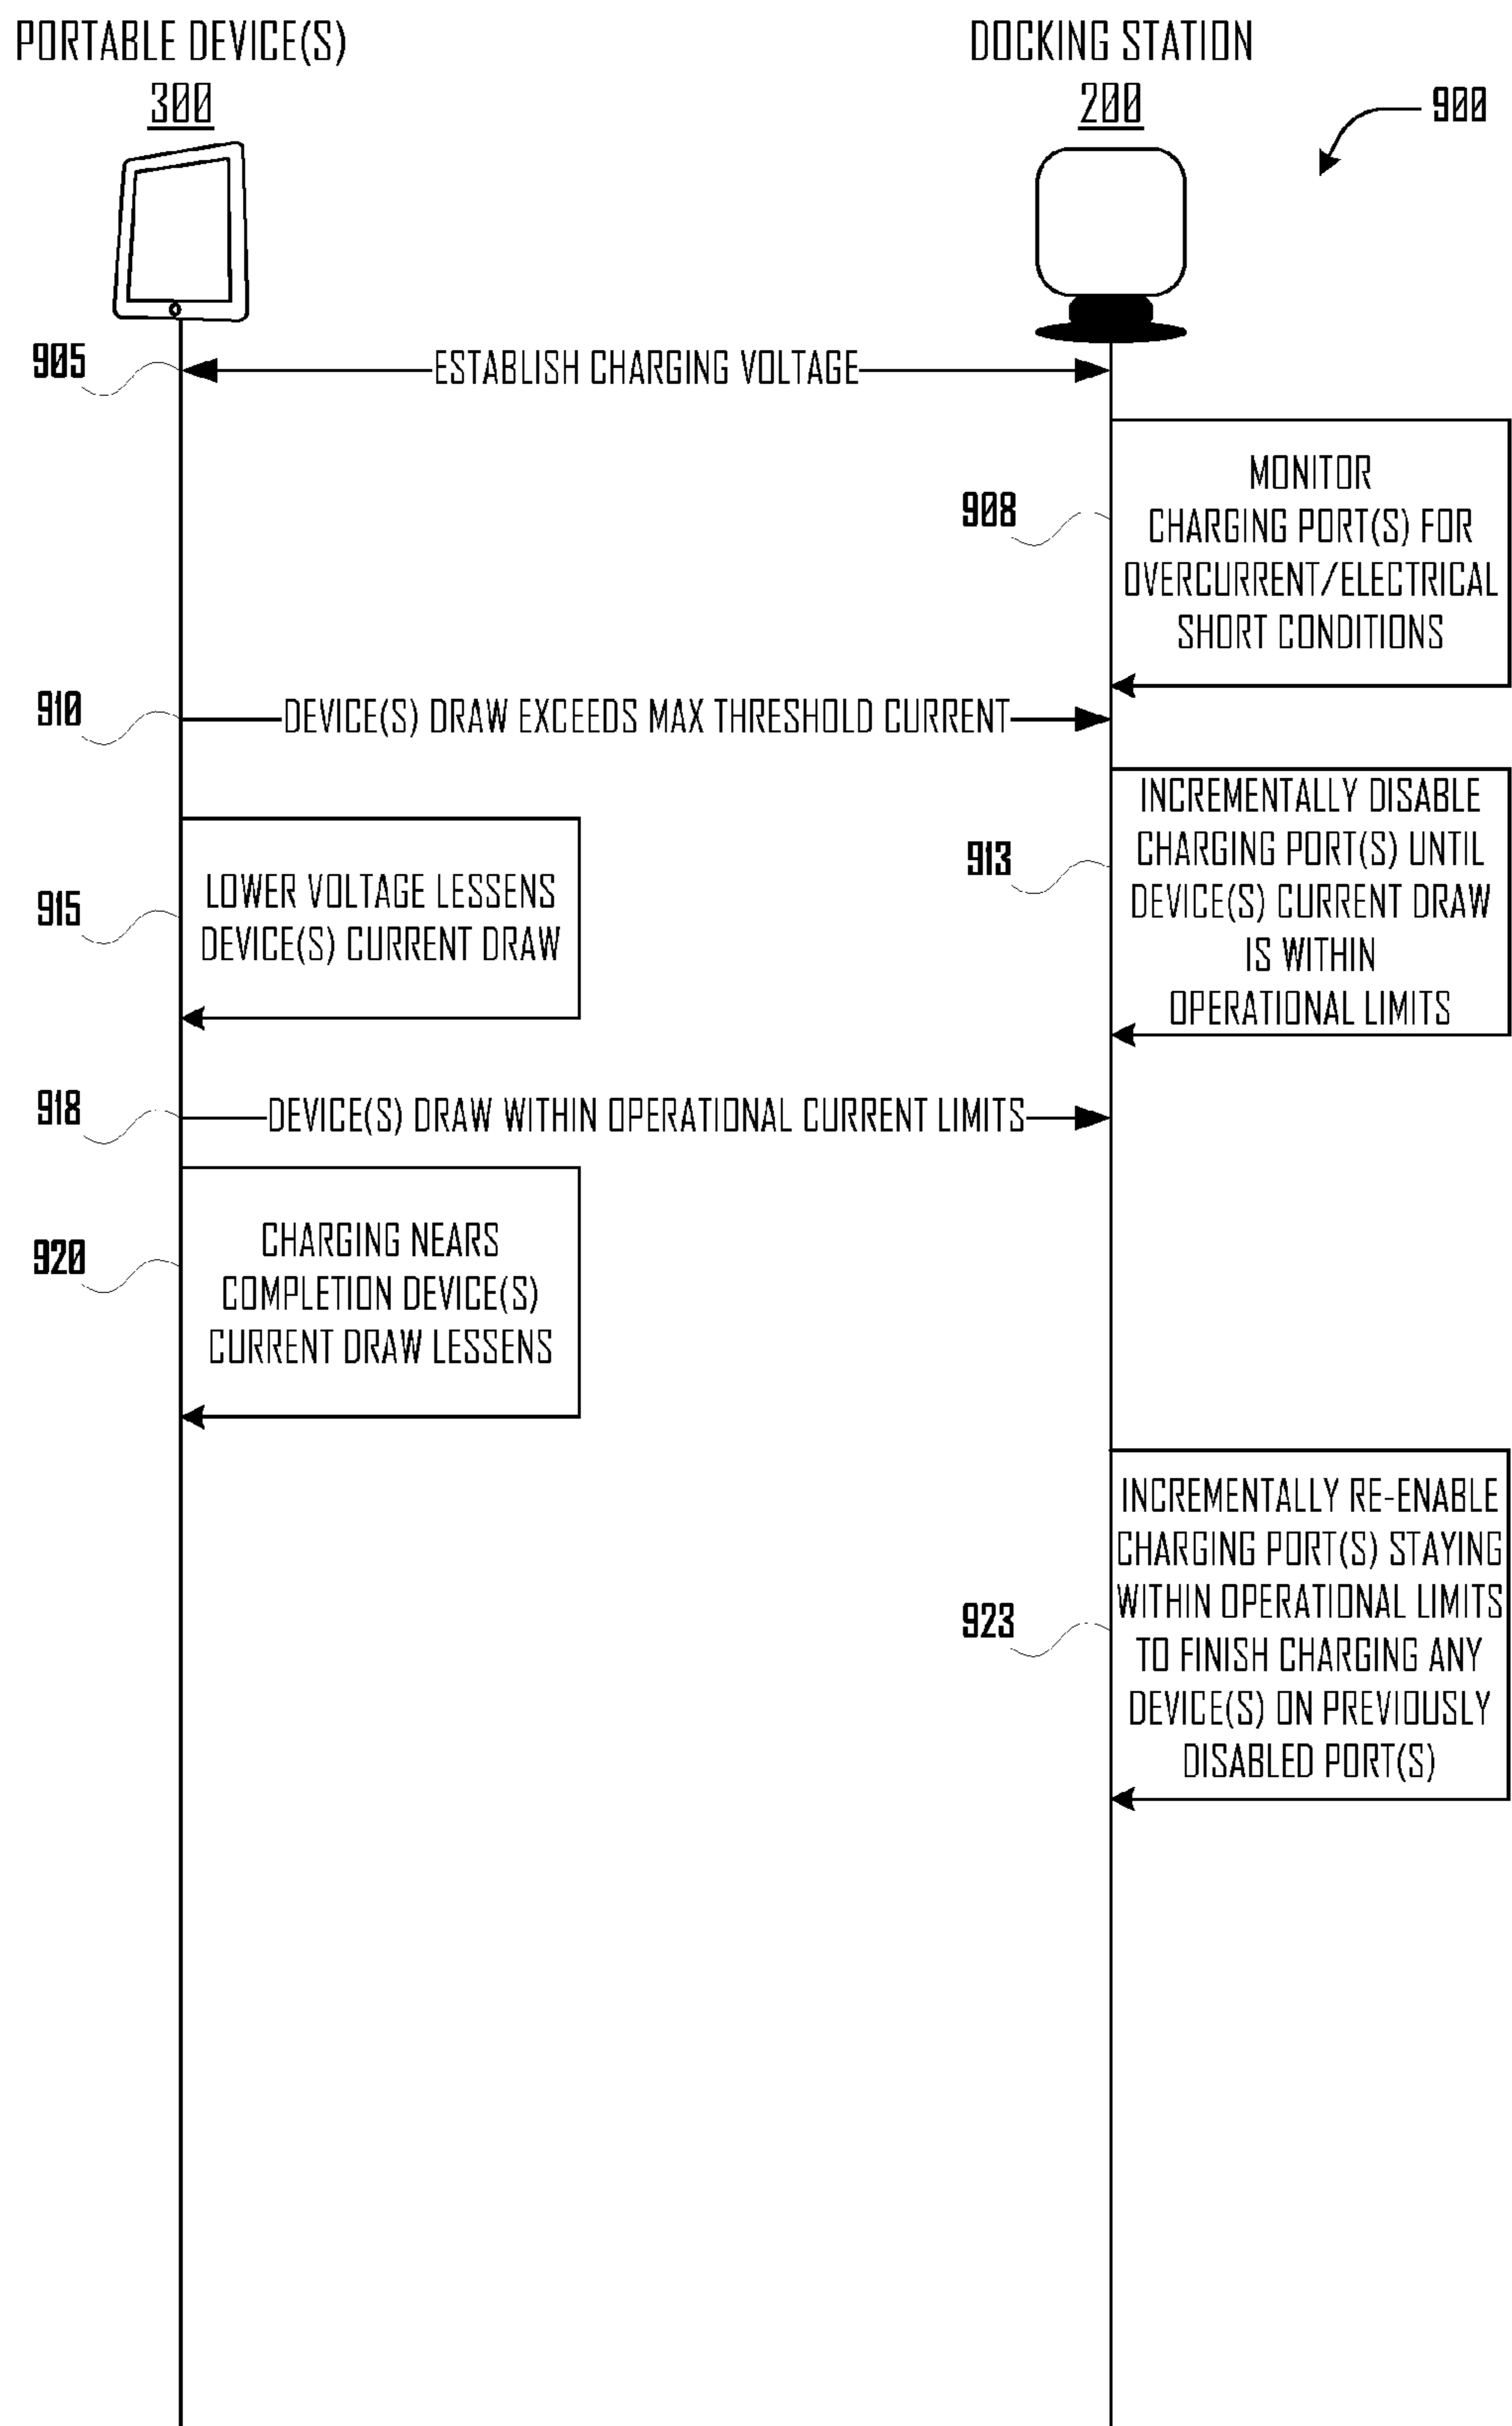 PORTABLE DEVICE(S)
300
DOCKING STATION
200
900
905
ESTABLISH CHARGING VOLTAGE
908
MONITOR
CHARGING PORT(S) FOR
OVERCURRENT/ELECTRICAL
SHORT CONDITIONS
910
DEVICE(S) DRAW EXCEEDS MAX THRESHOLD CURRENT
913
INCREMENTALLY DISABLE
CHARGING PORT(S) UNTIL
DEVICE(S) CURRENT DRAW
IS WITHIN
OPERATIONAL LIMITS
915
LOWER VOLTAGE LESSENS
DEVICE(S) CURRENT DRAW
918
DEVICE(S) DRAW WITHIN OPERATIONAL CURRENT LIMITS
920
CHARGING NEARS
COMPLETION DEVICE(S)
CURRENT DRAW LESSENS
923
INCREMENTALLY RE-ENABLE
CHARGING PORT(S) STAYING
WITHIN OPERATIONAL LIMITS
TO FINISH CHARGING ANY
DEVICE(S) ON PREVIOUSLY
DISABLED PORT(S)